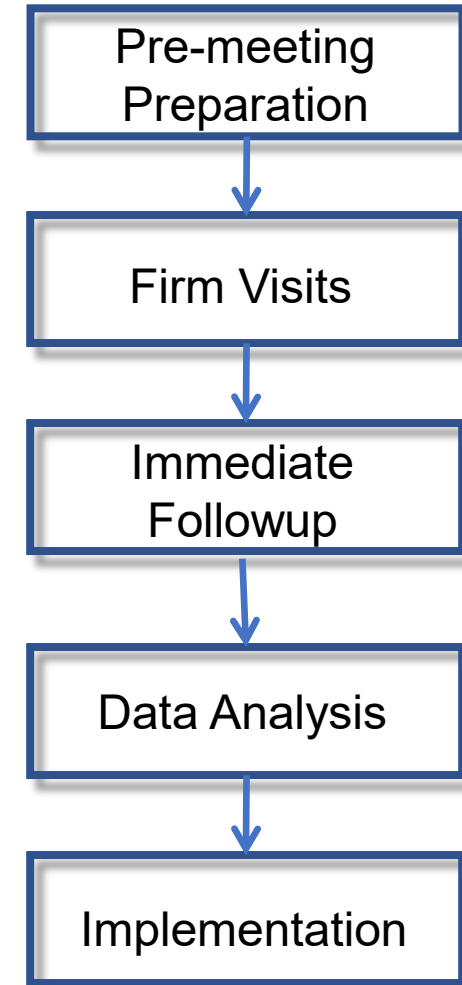 Pre-meeting
Preparation
Firm Visits
Immediate
Followup
Data Analysis
Implementation